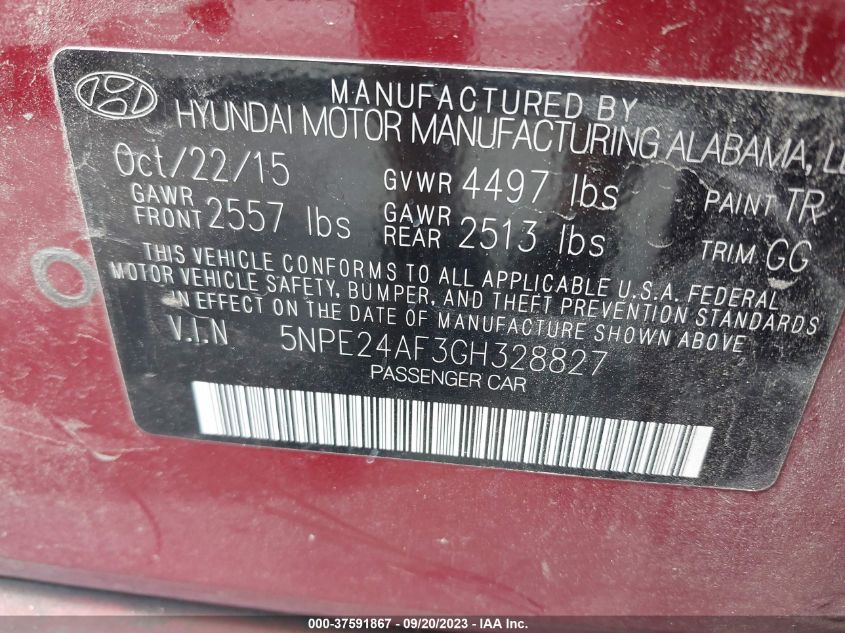 MANUFACTURED BY
HYUNDAI MOTOR MANUFACTURING ALABAMA,
Oct/22/15 GVWR 4497 lbs PAINT TR
GAWR FRONT 2557 lbs GAWR REAR 2513 lbs TRIM GG
THIS VEHICLE CONFORMS TO ALL APPLICABLE U.S.A. FEDERAL
MOTOR VEHICLE SAFETY, BUMPER, AND THEFT PREVENTION STANDARDS
IN EFFECT ON THE DATE OF MANUFACTURE SHOWN ABOVE
V.I.N 5NPE24AF3GH328827
PASSENGER CAR
000-37591867 - 09/20/2023 - IAA Inc.